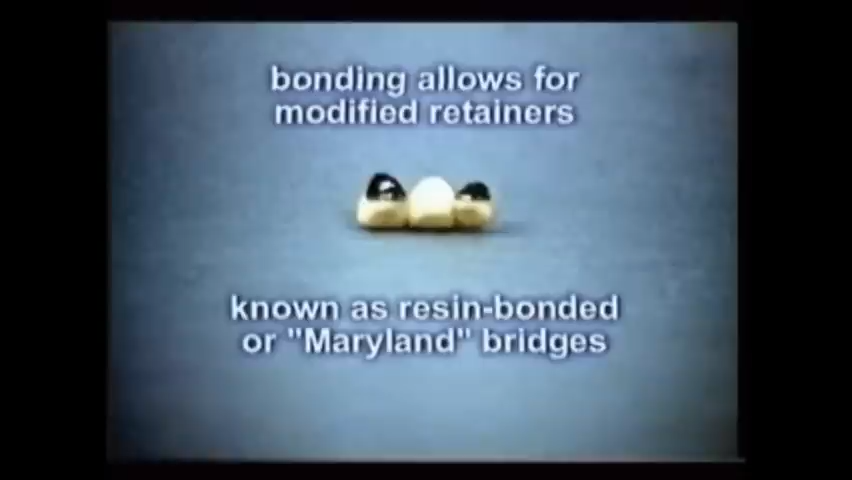 bonding allows for
modified retainers
known as resin-bonded
or "Maryland" bridges